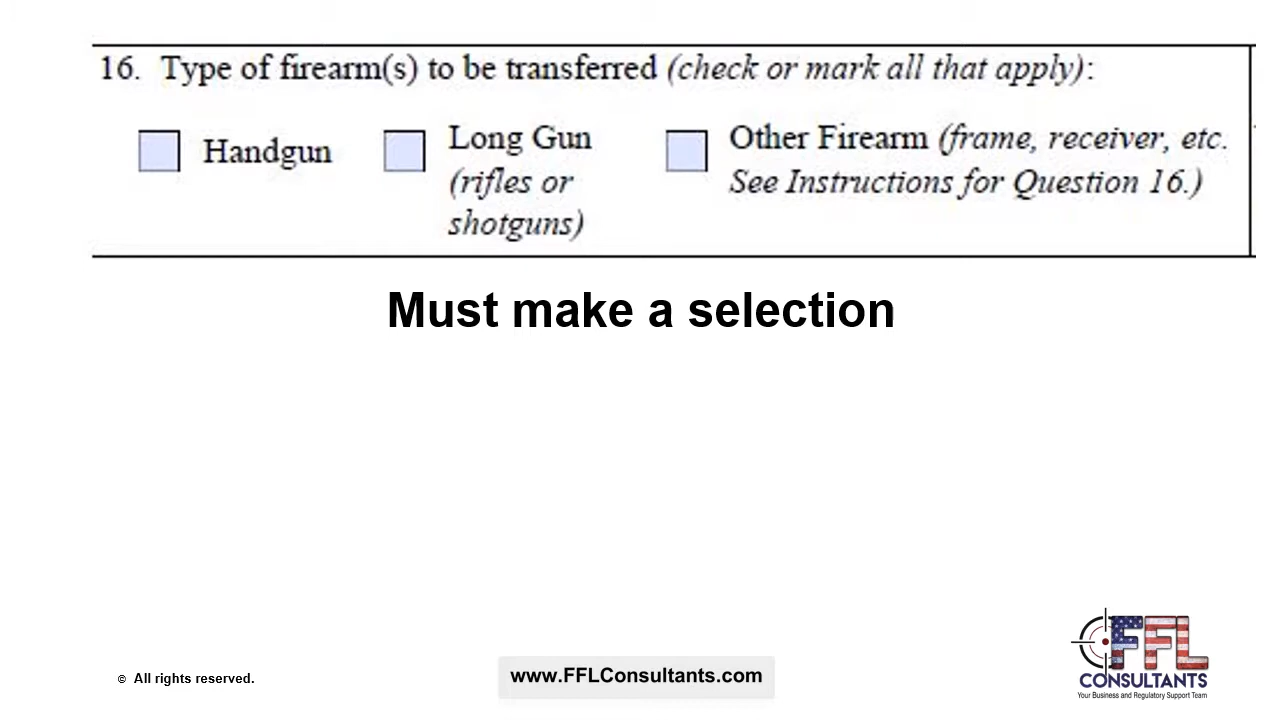 16. Type of firearm(s) to be transferred (check or mark all that apply):
Handgun
Long Gun
(rifles or
shotguns)
Other Firearm (frame, receiver, etc.
See Instructions for Question 16.)
Must make a selection
© All rights reserved.
www.FFLConsultants.com
FFL
CONSULTANTS
Your Business and Regulatory Support Team